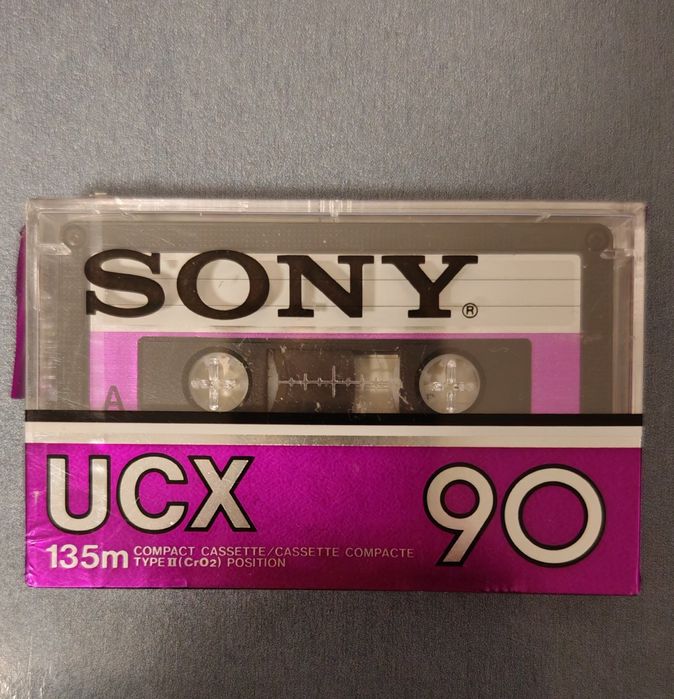 SONY®
A
UCX 90
135m COMPACT CASSETTE/CASSETTE COMPACTE
TYPE II (CrO2) POSITION